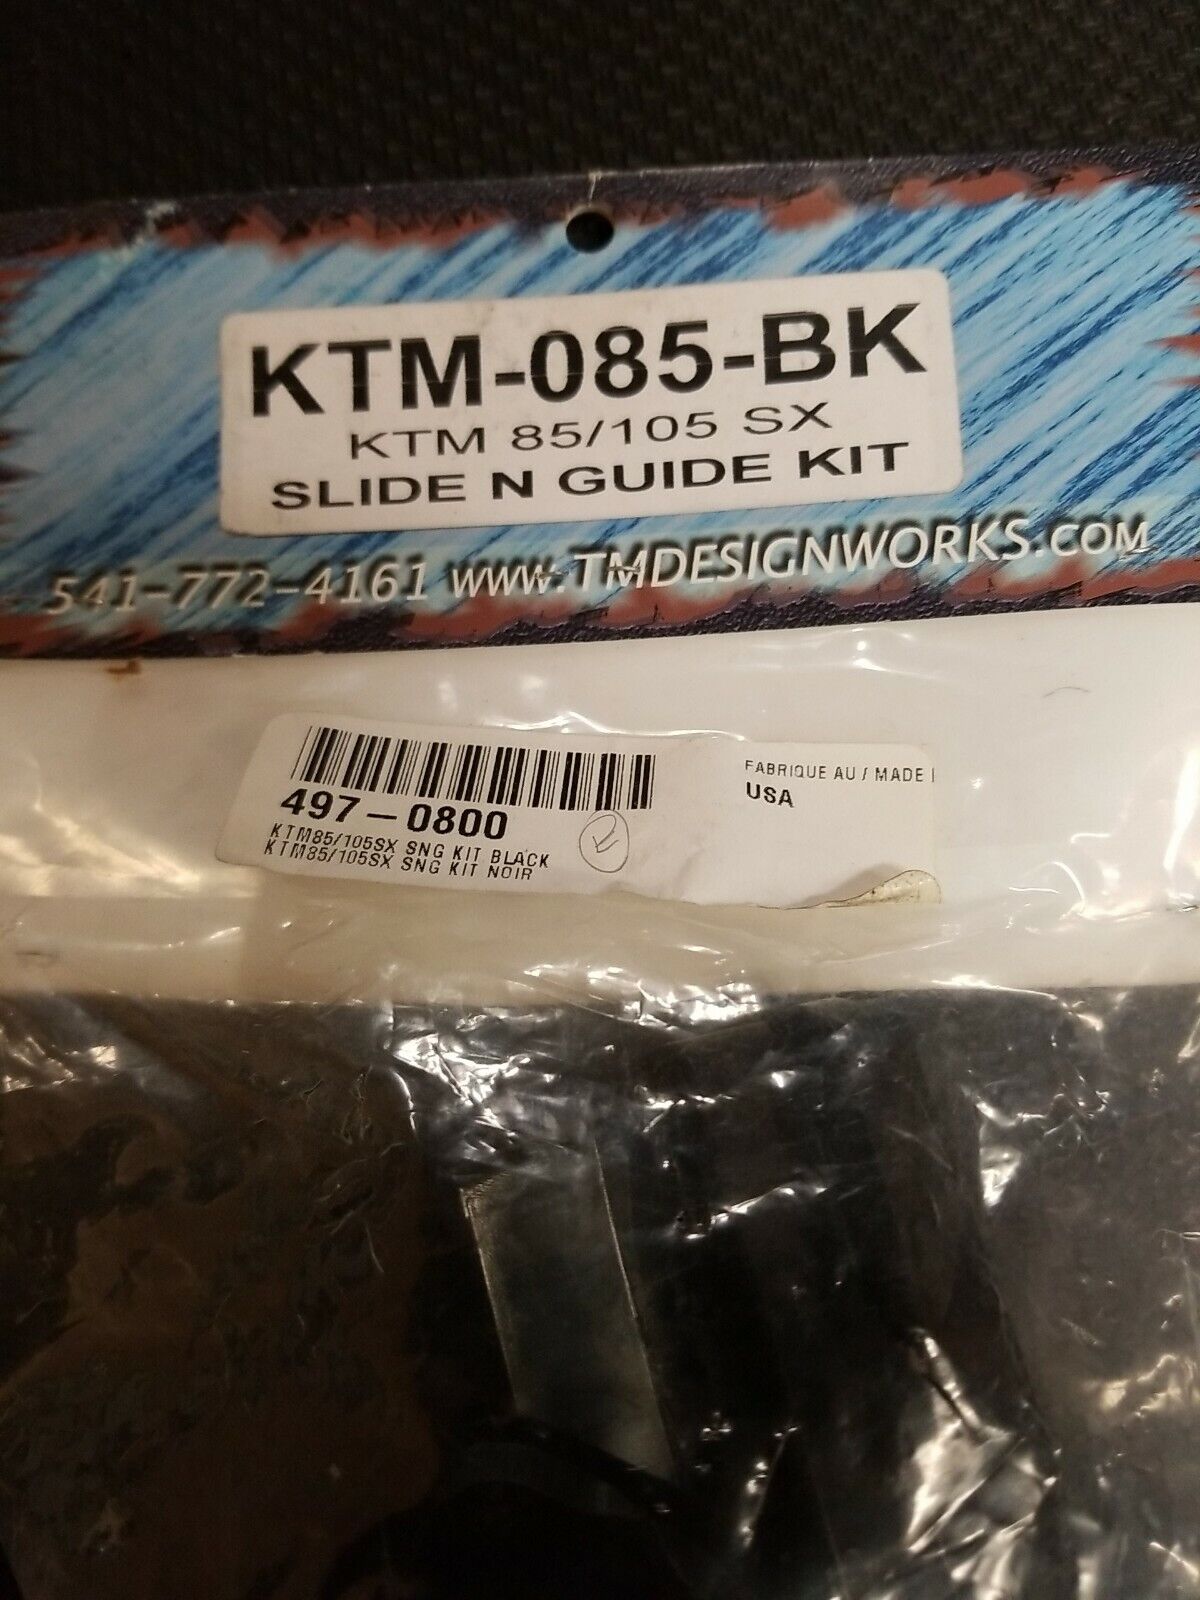 KTM-085-BK
KTM 85/105 SX
SLIDE N GUIDE KIT
541-772-4161 WWW.TMDESIGNWORKS.COM
FABRIQUE AU / MADE
USA
497-0800
KTM85/105SX SNG KIT BLACK
KTM85/105SX SNG KIT NOIR